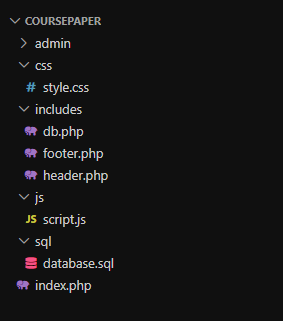 COURSEPAPER
admin
css
# style.css
includes
db.php
footer.php
header.php
js
JS script.js
sql
database.sql
index.php